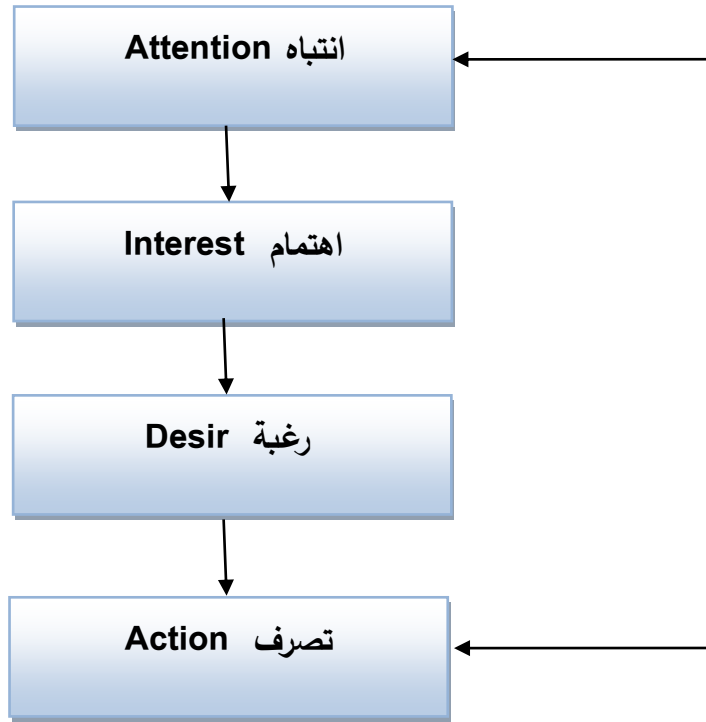 انتباه Attention
اهتمام Interest
رغبة Desir
تصرف Action